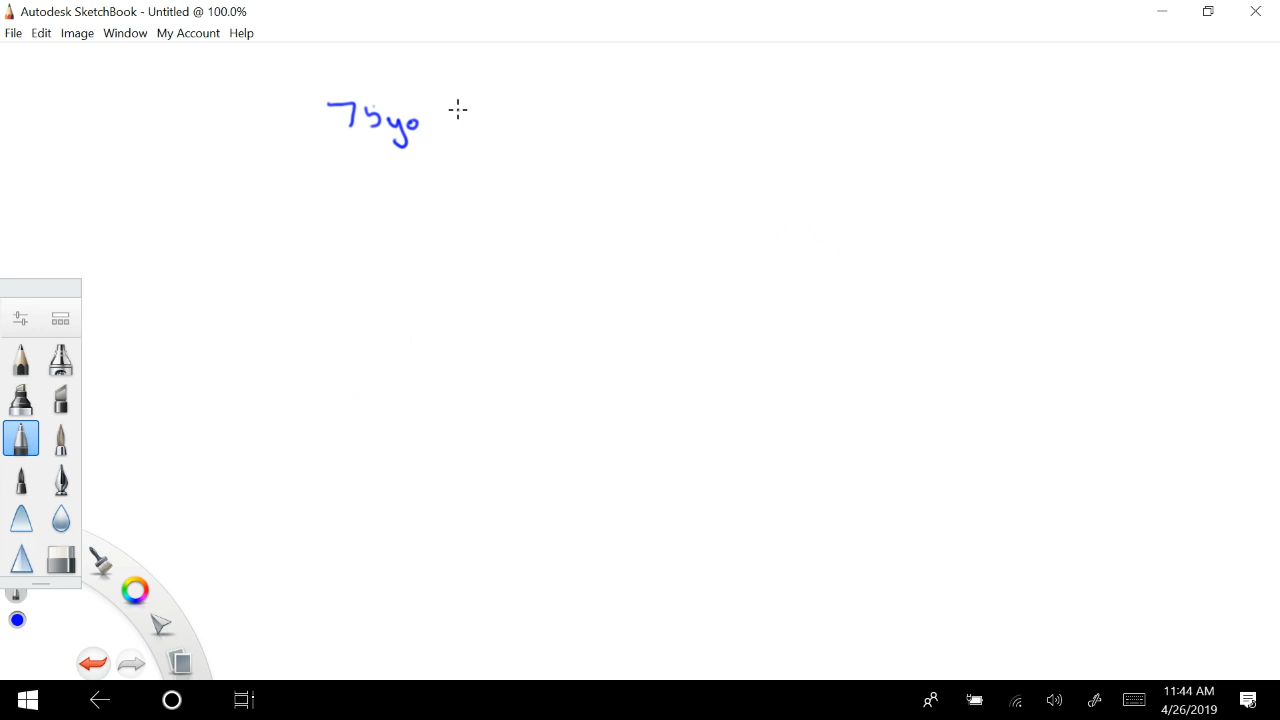 Autodesk SketchBook - Untitled @ 100.0%
File Edit Image Window My Account Help
75yo
11:44 AM
4/26/2019